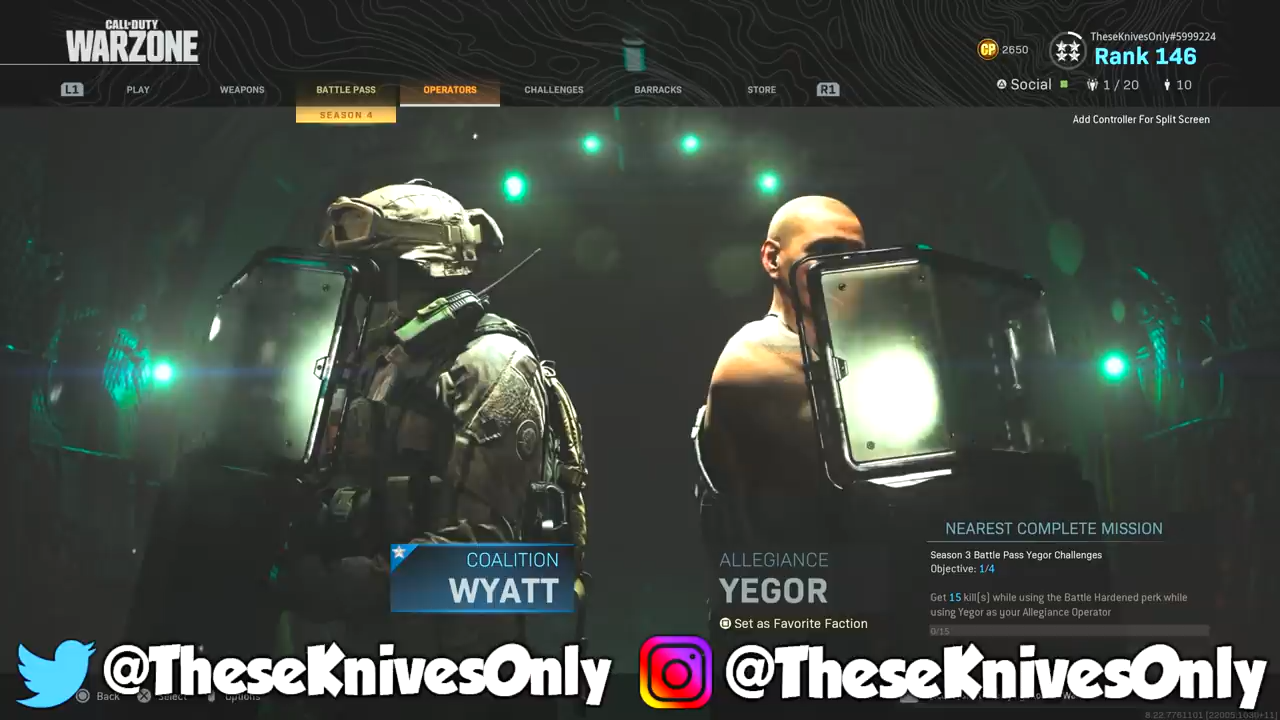 CALL OF DUTY
WARZONE
CP 2650
TheseKnivesOnly#5999224
Rank 146
Social 1 / 20 10
L1 PLAY WEAPONS BATTLE PASS OPERATORS CHALLENGES BARRACKS STORE R1
SEASON 4
Add Controller For Split Screen
NEAREST COMPLETE MISSION
Season 3 Battle Pass Yegor Challenges
Objective: 1/4
Get 15 kill[s] while using the Battle Hardened perk while
using Yegor as your Allegiance Operator
0/15
COALITION
WYATT
ALLEGIANCE
YEGOR
Set as Favorite Faction
@TheseKnivesOnly @TheseKnivesOnly
Back Select Options